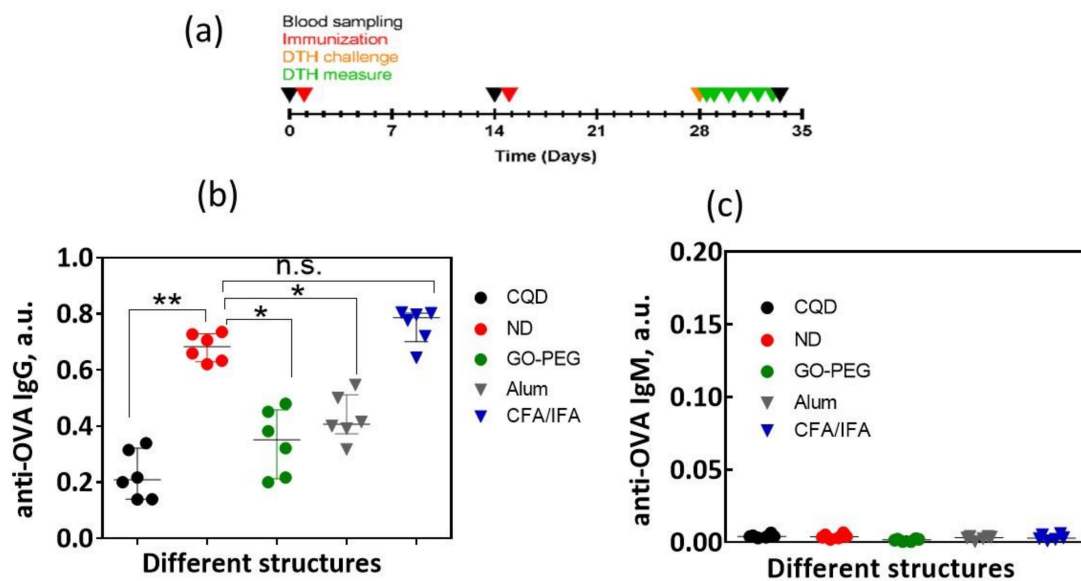 (a)
Blood sampling
Immunization
DTH challenge
DTH measure
0 7 14 21 28 35
Time (Days)
(b)
anti-OVA IgG, a.u.
1.0
0.8
0.6
0.4
0.2
0.0
n.s.
**
*
*
CQD
ND
GO-PEG
Alum
CFA/IFA
Different structures
(c)
anti-OVA IgM, a.u.
0.20
0.15
0.10
0.05
0.00
CQD
ND
GO-PEG
Alum
CFA/IFA
Different structures